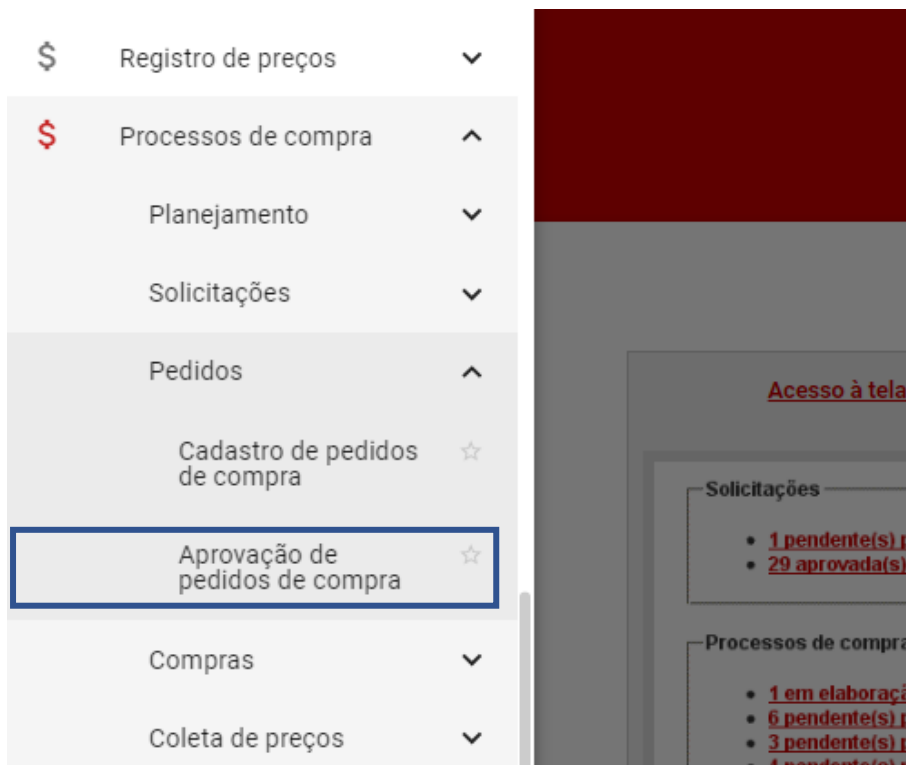 Registro de preços
Processos de compra
Planejamento
Solicitações
Pedidos
Cadastro de pedidos
de compra
Aprovação de
pedidos de compra
Compras
Coleta de preços
Acesso à tela
Solicitações
1 pendente(s)
29 aprovada(s)
Processos de compra
1 em
6 pendente(s)
3 pendente(s)
4 pendente(s)